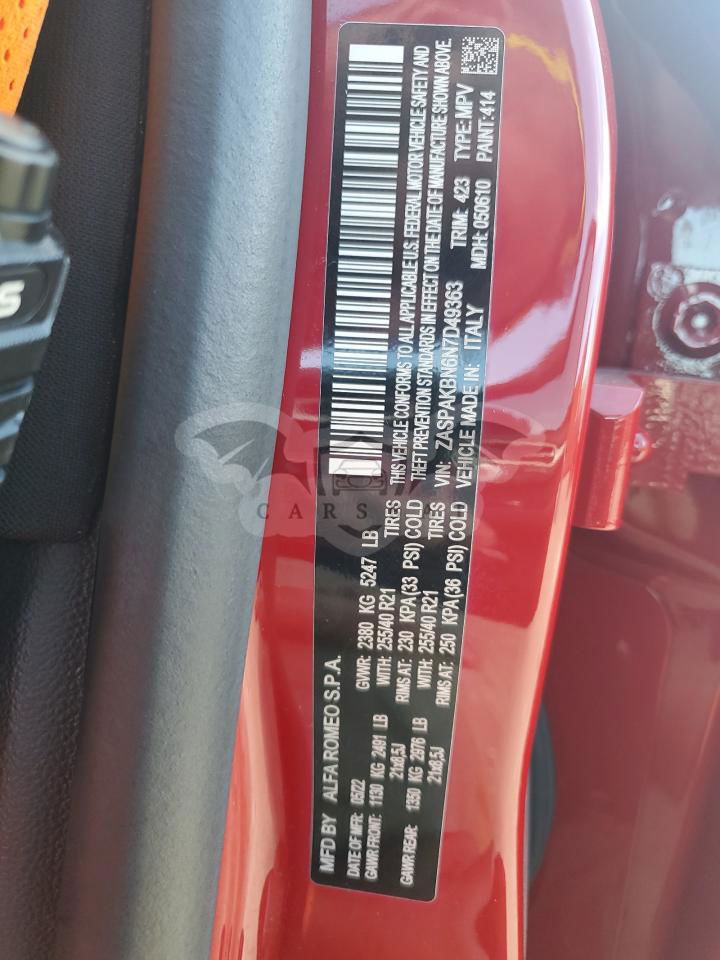 MFD BY ALFA ROMEO S.P.A.
DATE OF MFR: 05/22 GVWR: 2380 KG 5247 LB
GAWR FRONT: 1130 KG 2491 LB WITH: 255/40 R21 TIRES
21x8,5J RIMS AT: 230 KPA(33 PSI) COLD
GAWR REAR: 1350 KG 2976 LB WITH: 255/40 R21 TIRES
21x8,5J RIMS AT: 250 KPA(36 PSI) COLD
THIS VEHICLE CONFORMS TO ALL APPLICABLE U.S. FEDERAL MOTOR VEHICLE SAFETY AND
THEFT PREVENTION STANDARDS IN EFFECT ON THE DATE OF MANUFACTURE SHOWN ABOVE.
VIN: ZASPAKBN6N7D49363 TRIM: 423 TYPE: MPV
VEHICLE MADE IN: ITALY MDH: 050610 PAINT: 414